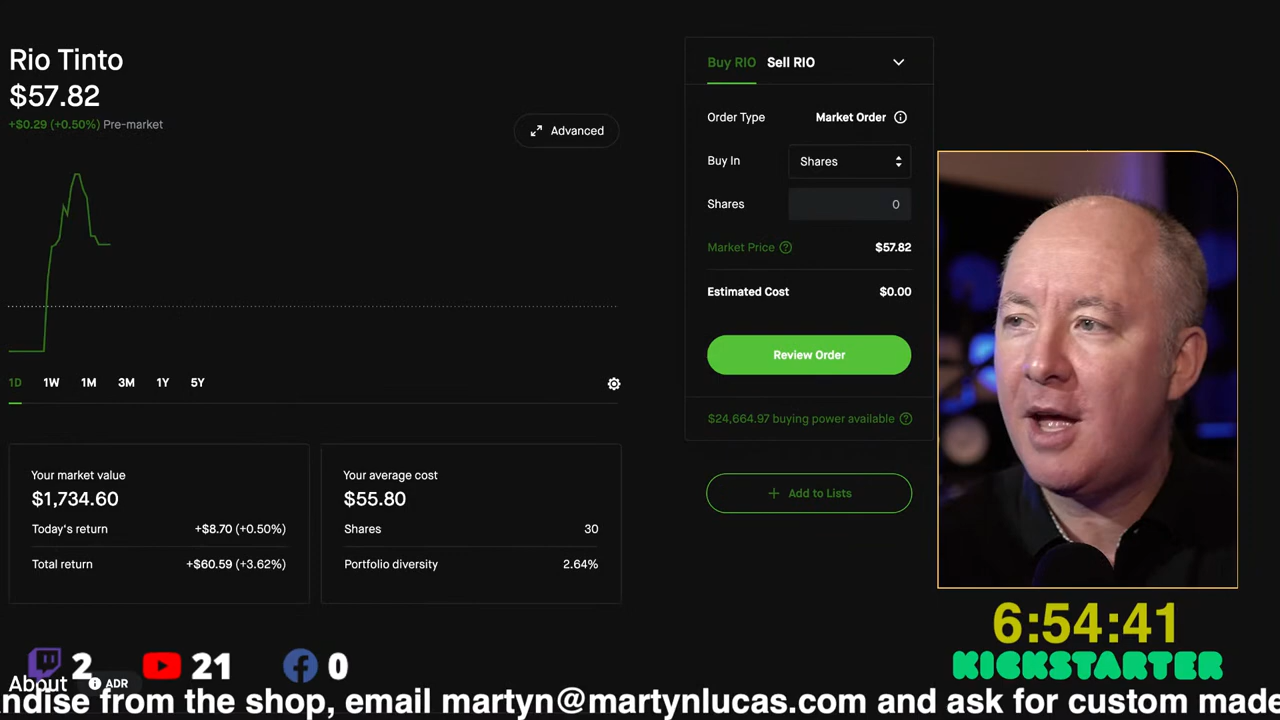 Rio Tinto
$57.82
+$0.29 (+0.50%) Pre-market
Advanced
1D 1W 1M 3M 1Y 5Y
Your market value
$1,734.60
Today's return +$8.70 (+0.50%)
Total return +$60.59 (+3.62%)
Your average cost
$55.80
Shares 30
Portfolio diversity 2.64%
Buy RIO Sell RIO
Order Type Market Order
Buy In Shares
Shares 0
Market Price $57.82
Estimated Cost $0.00
Review Order
$24,664.97 buying power available
+ Add to Lists
6:54:41
KICKSTARTER
2 21 0
About ADR
ndise from the shop, email martyn@martynlucas.com and ask for custom made